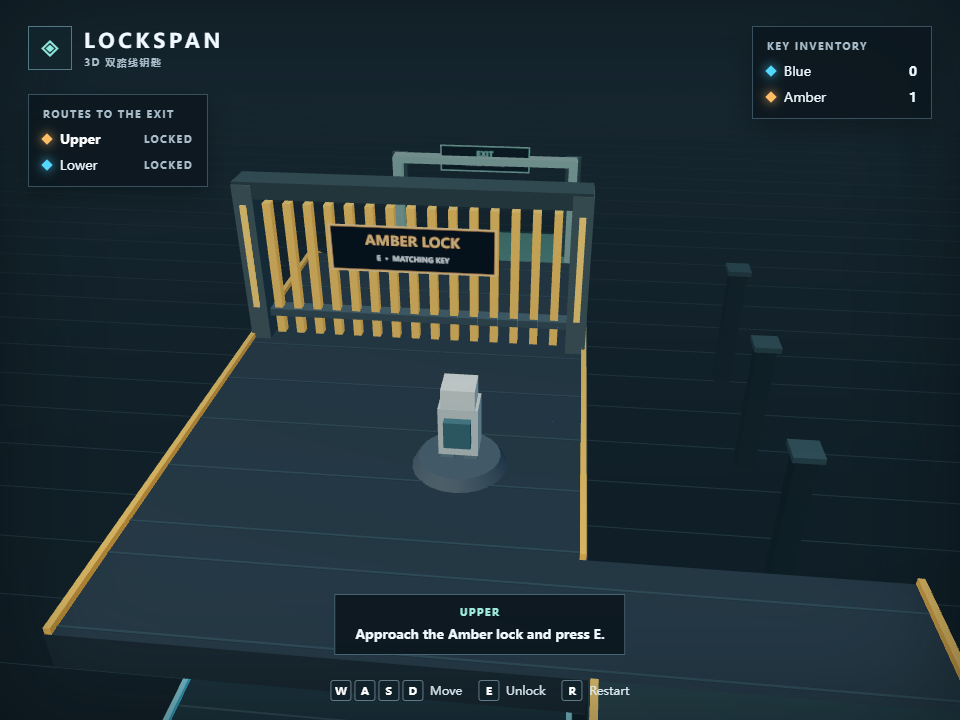 LOCKSPAN
3D 双路线钥匙
ROUTES TO THE EXIT
Upper LOCKED
Lower LOCKED
KEY INVENTORY
Blue 0
Amber 1
EXIT
AMBER LOCK
E • MATCHING KEY
UPPER
Approach the Amber lock and press E.
W A S D Move E Unlock R Restart